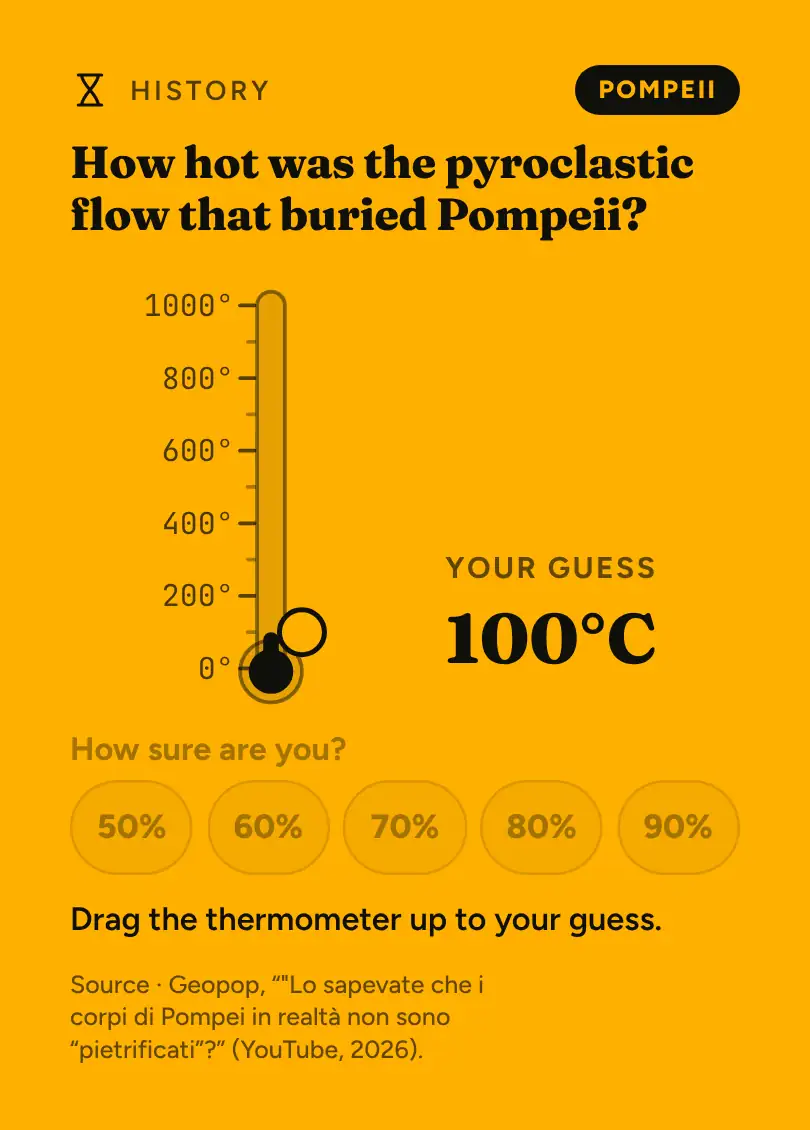 HISTORY
POMPEII
How hot was the pyroclastic
flow that buried Pompeii?
1000°
800°
600°
400°
200°
0°
YOUR GUESS
100°C
How sure are you?
50%
60%
70%
80%
90%
Drag the thermometer up to your guess.
Source · Geopop, “"Lo sapevate che i
corpi di Pompei in realtà non sono
“pietrificati”?” (YouTube, 2026).